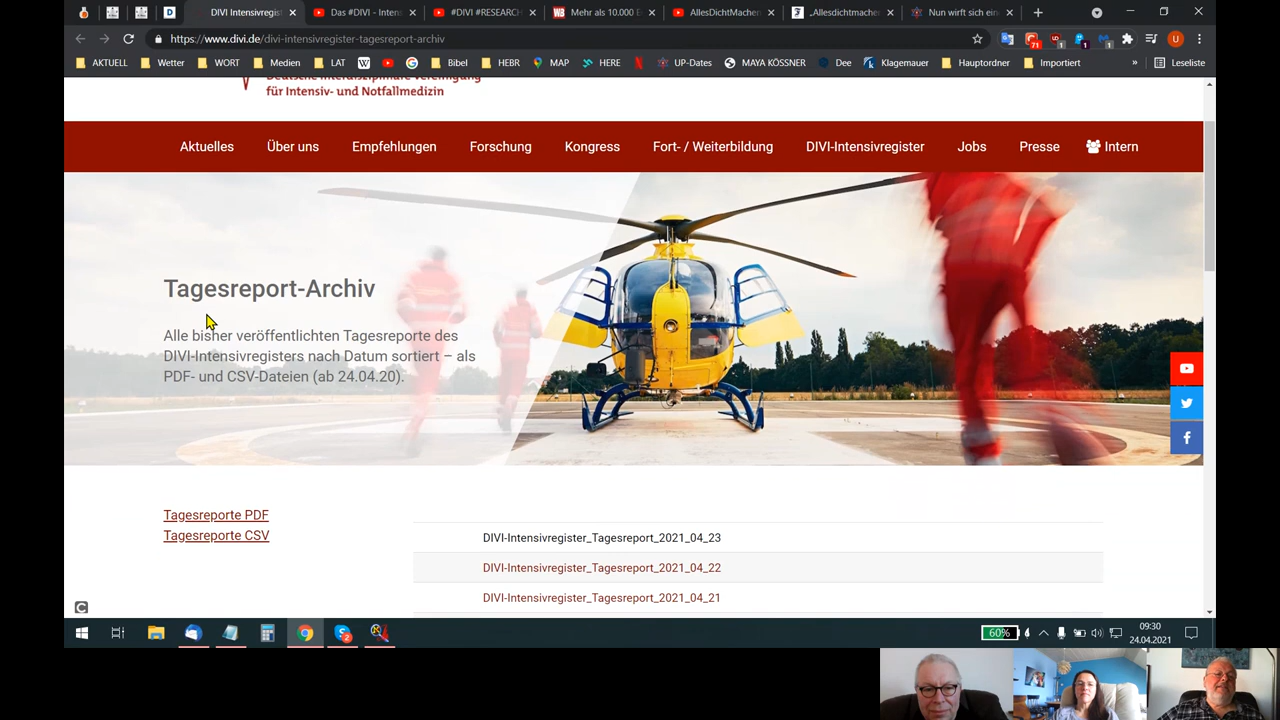 DIVI Intensivregist
Das #DIVI - Inten
#DIVI #RESEARCH
Mehr als 10.000 B
AllesDichtMachen
„Allesdichtmachen
Nun wirft sich ein
https://www.divi.de/divi-intensivregister-tagesreport-archiv
AKTUELL
Wetter
WORT
Medien
LAT
Bibel
HEBR
MAP
HERE
UP-Dates
MAYA KÖSSNER
Dee
Klagemauer
Hauptordner
Importiert
»
Leseliste
für Intensiv- und Notfallmedizin
Aktuelles
Über uns
Empfehlungen
Forschung
Kongress
Fort- / Weiterbildung
DIVI-Intensivregister
Jobs
Presse
Intern
Tagesreport-Archiv
Alle bisher veröffentlichten Tagesreporte des
DIVI-Intensivregisters nach Datum sortiert – als
PDF- und CSV-Dateien (ab 24.04.20).
Tagesreporte PDF
Tagesreporte CSV
DIVI-Intensivregister_Tagesreport_2021_04_23
DIVI-Intensivregister_Tagesreport_2021_04_22
DIVI-Intensivregister_Tagesreport_2021_04_21
60%
09:30
24.04.2021